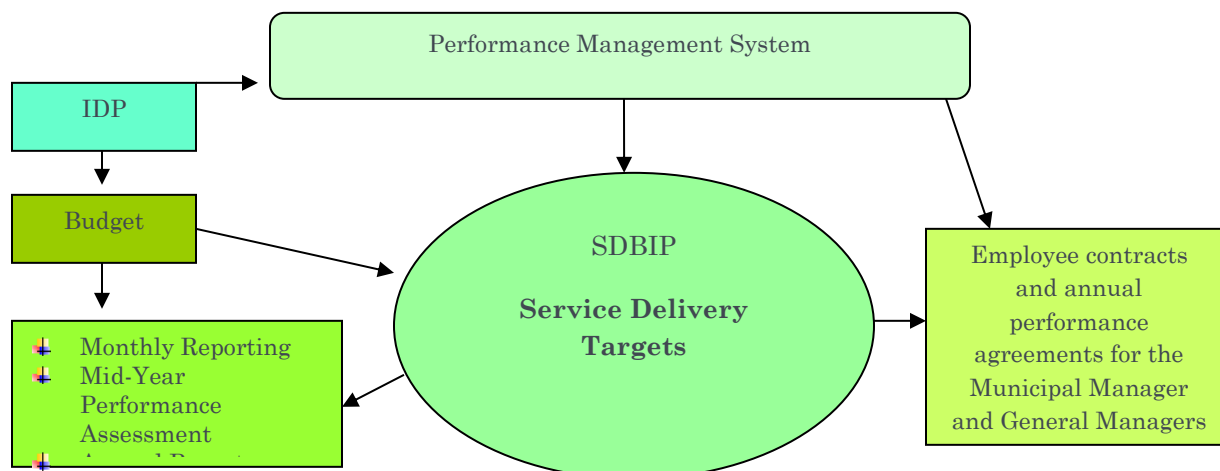 Performance Management System
IDP
Budget
SDBIP
Service Delivery
Targets
Employee contracts
and annual
performance
agreements for the
Municipal Manager
and General Managers
Monthly Reporting
Mid-Year
Performance
Assessment